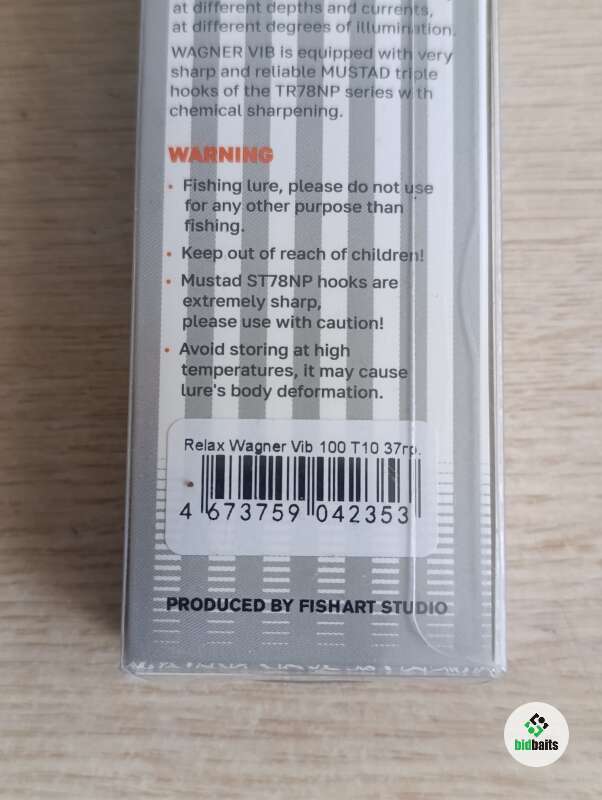 at different depths and currents,
at different degrees of illumination.
WAGNER VIB is equipped with very
sharp and reliable MUSTAD triple
hooks of the TR78NP series with
chemical sharpening.
WARNING
• Fishing lure, please do not use
for any other purpose than
fishing.
• Keep out of reach of children!
• Mustad ST78NP hooks are
extremely sharp,
please use with caution!
• Avoid storing at high
temperatures, it may cause
lure's body deformation.
Relax Wagner Vib 100 T10 37гр.
4 673759 042353
PRODUCED BY FISHART STUDIO
bidbaits